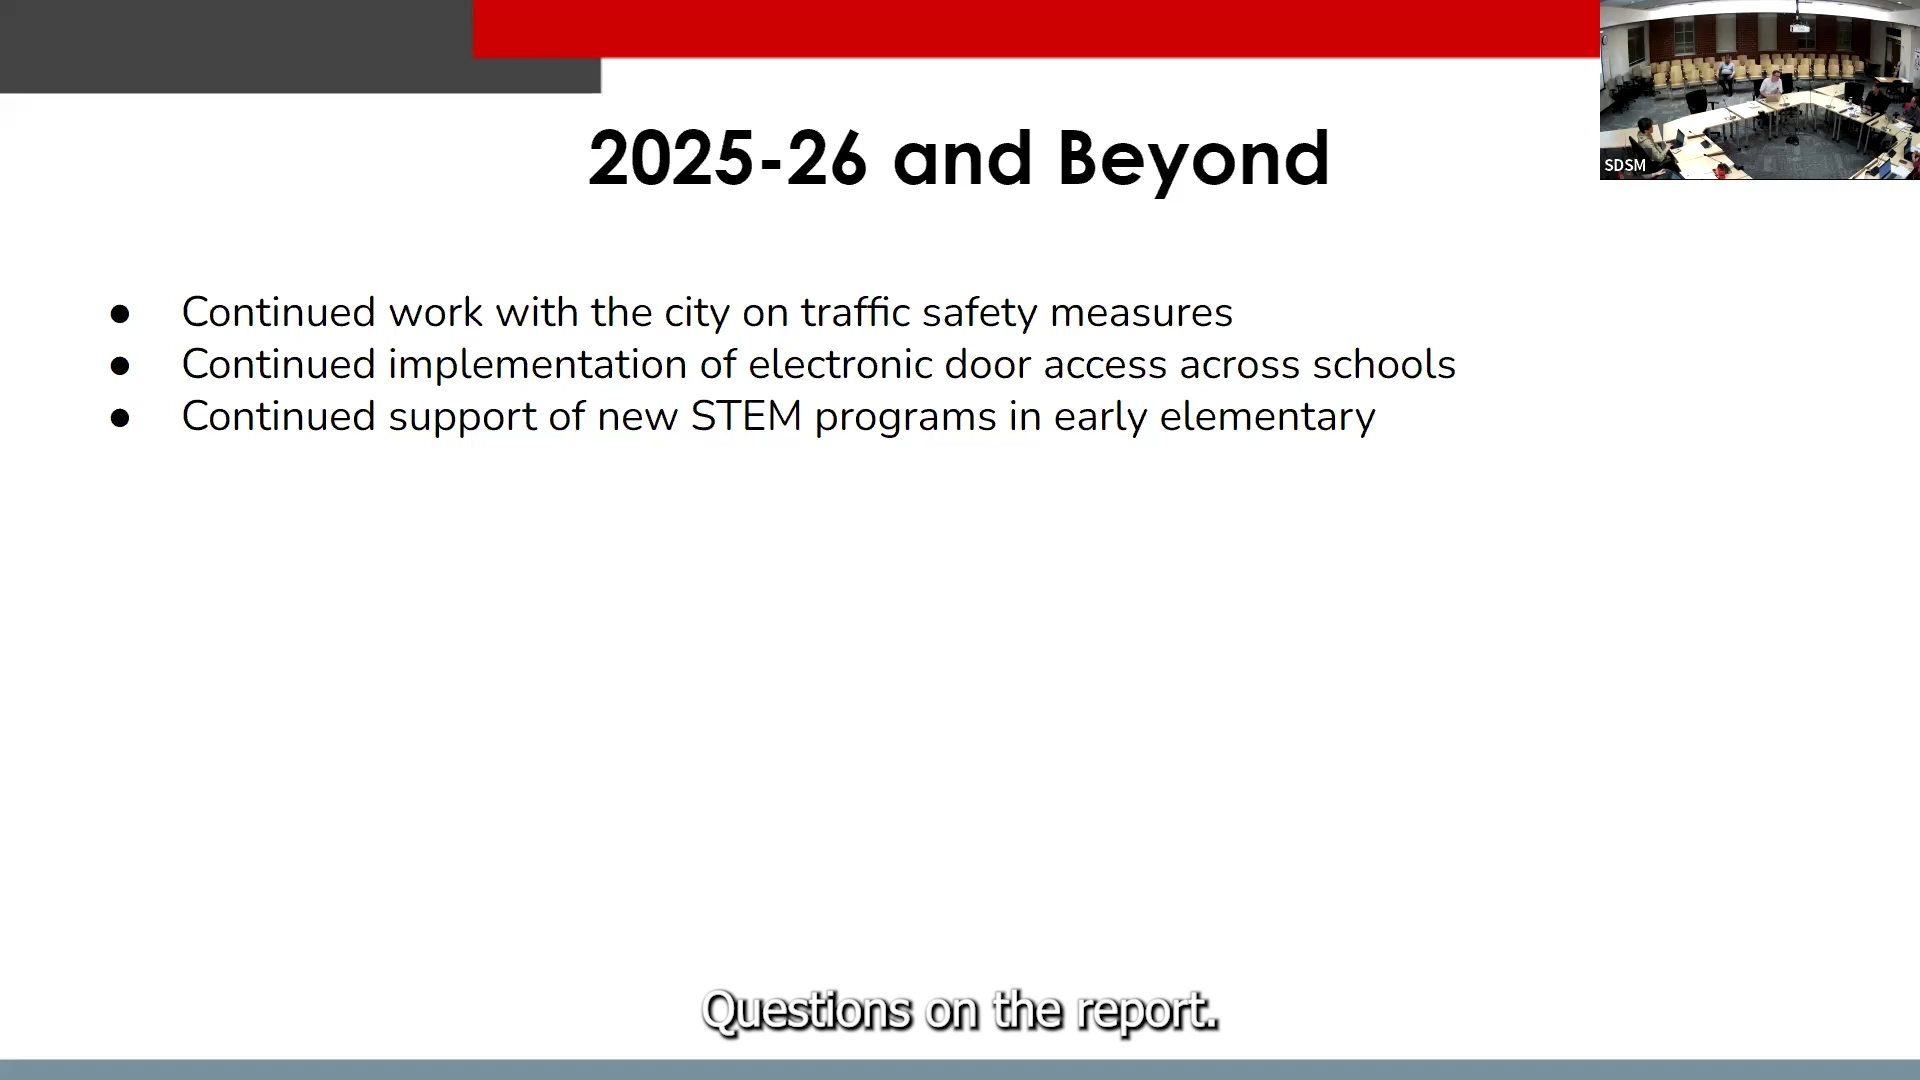 SDSM
2025-26 and Beyond
● Continued work with the city on traffic safety measures
● Continued implementation of electronic door access across schools
● Continued support of new STEM programs in early elementary
Questions on the report.